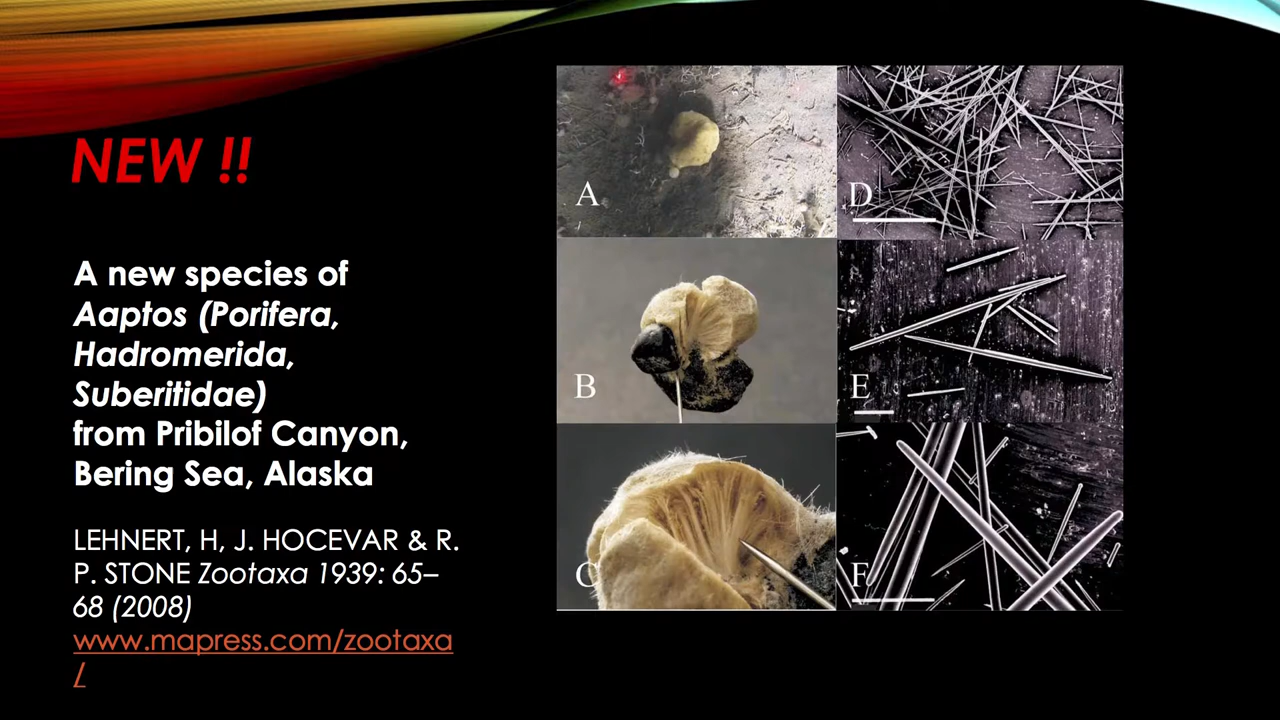 NEW !!
A new species of
Aaptos (Porifera,
Hadromerida,
Suberitidae)
from Pribilof Canyon,
Bering Sea, Alaska
LEHNERT, H, J. HOCEVAR & R.
P. STONE Zootaxa 1939: 65–
68 (2008)
www.mapress.com/zootaxa
/
A
D
B
E
C
F